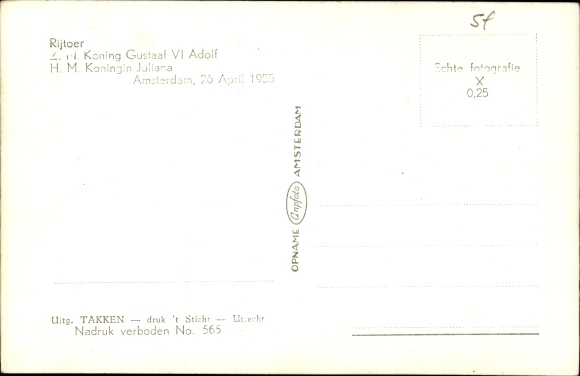 5f
Rijtoer
Z. M. Koning Gustaaf VI Adolf
H. M. Koningin Juliana
Amsterdam, 26 April 1955
Echte fotografie
X
0,25
OPNAME Anpfoto AMSTERDAM
Uitg. TAKKEN — druk 't Sticht — Utrecht
Nadruk verboden No. 565